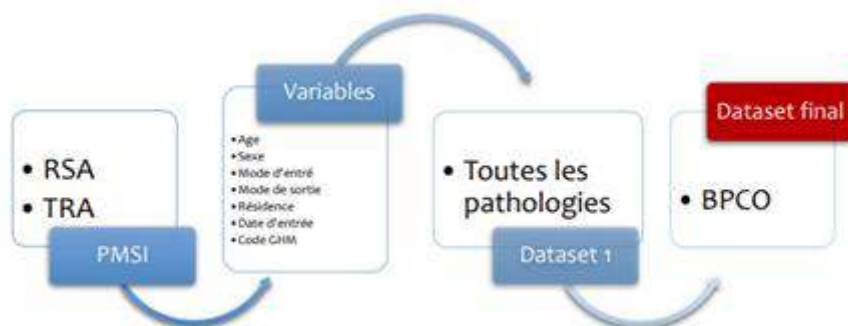 • RSA
• TRA
PMSI
Variables
• Age
• Sexe
• Mode d'entré
• Mode de sortie
• Résidence
• Date d'entrée
• Code GHM
• Toutes les
pathologies
Dataset 1
Dataset final
• BPCO